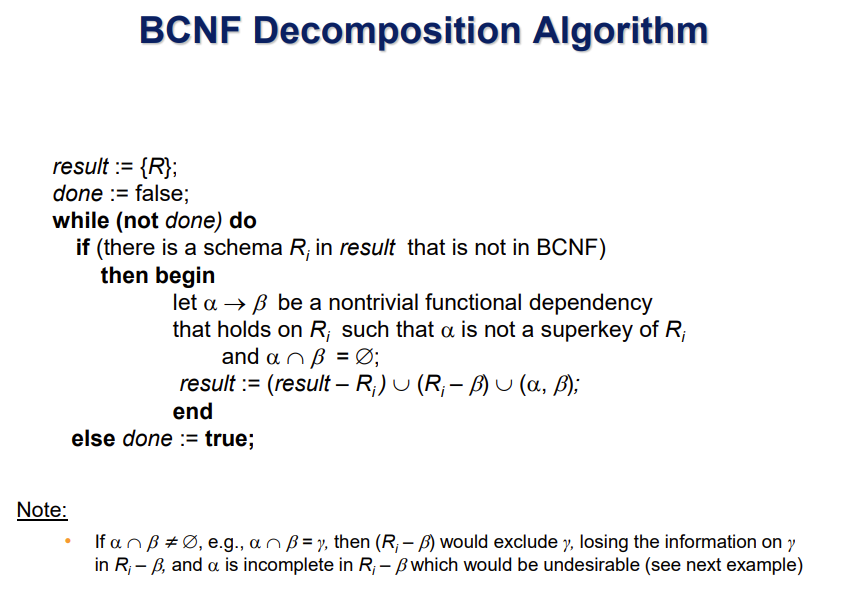 BCNF Decomposition Algorithm
result := {R};
done := false;
while (not done) do
if (there is a schema Ri in result that is not in BCNF)
then begin
let α → β be a nontrivial functional dependency
that holds on Ri such that α is not a superkey of Ri
and α ∩ β = ∅;
result := (result – Ri) ∪ (Ri – β) ∪ (α, β);
end
else done := true;
Note:
• If α ∩ β ≠ ∅, e.g., α ∩ β = γ, then (Ri – β) would exclude γ, losing the information on γ
in Ri – β, and α is incomplete in Ri – β which would be undesirable (see next example)